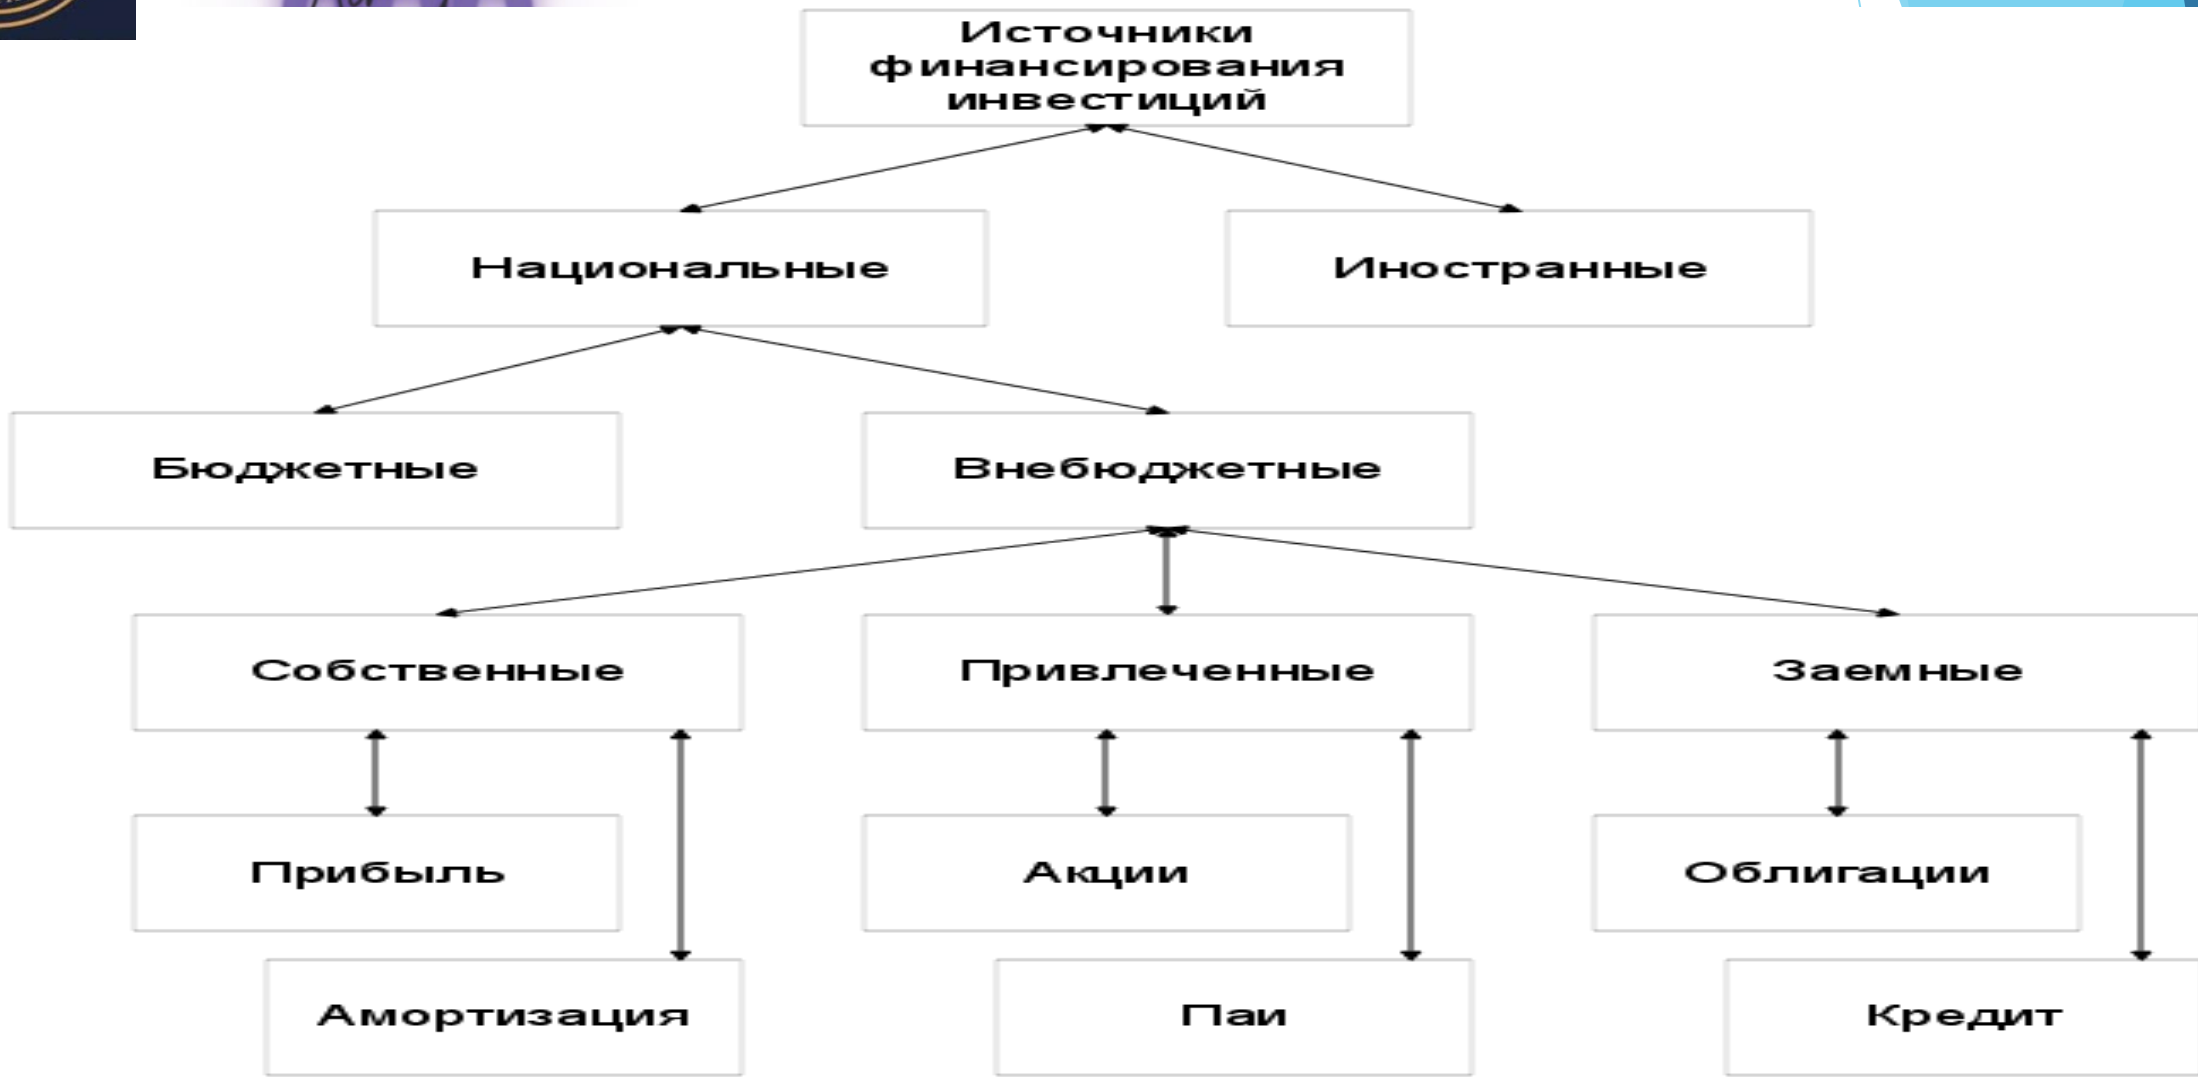 Источники
финансирования
инвестиций
Национальные
Иностранные
Бюджетные
Внебюджетные
Собственные
Привлеченные
Заемные
Прибыль
Акции
Облигации
Амортизация
Паи
Кредит